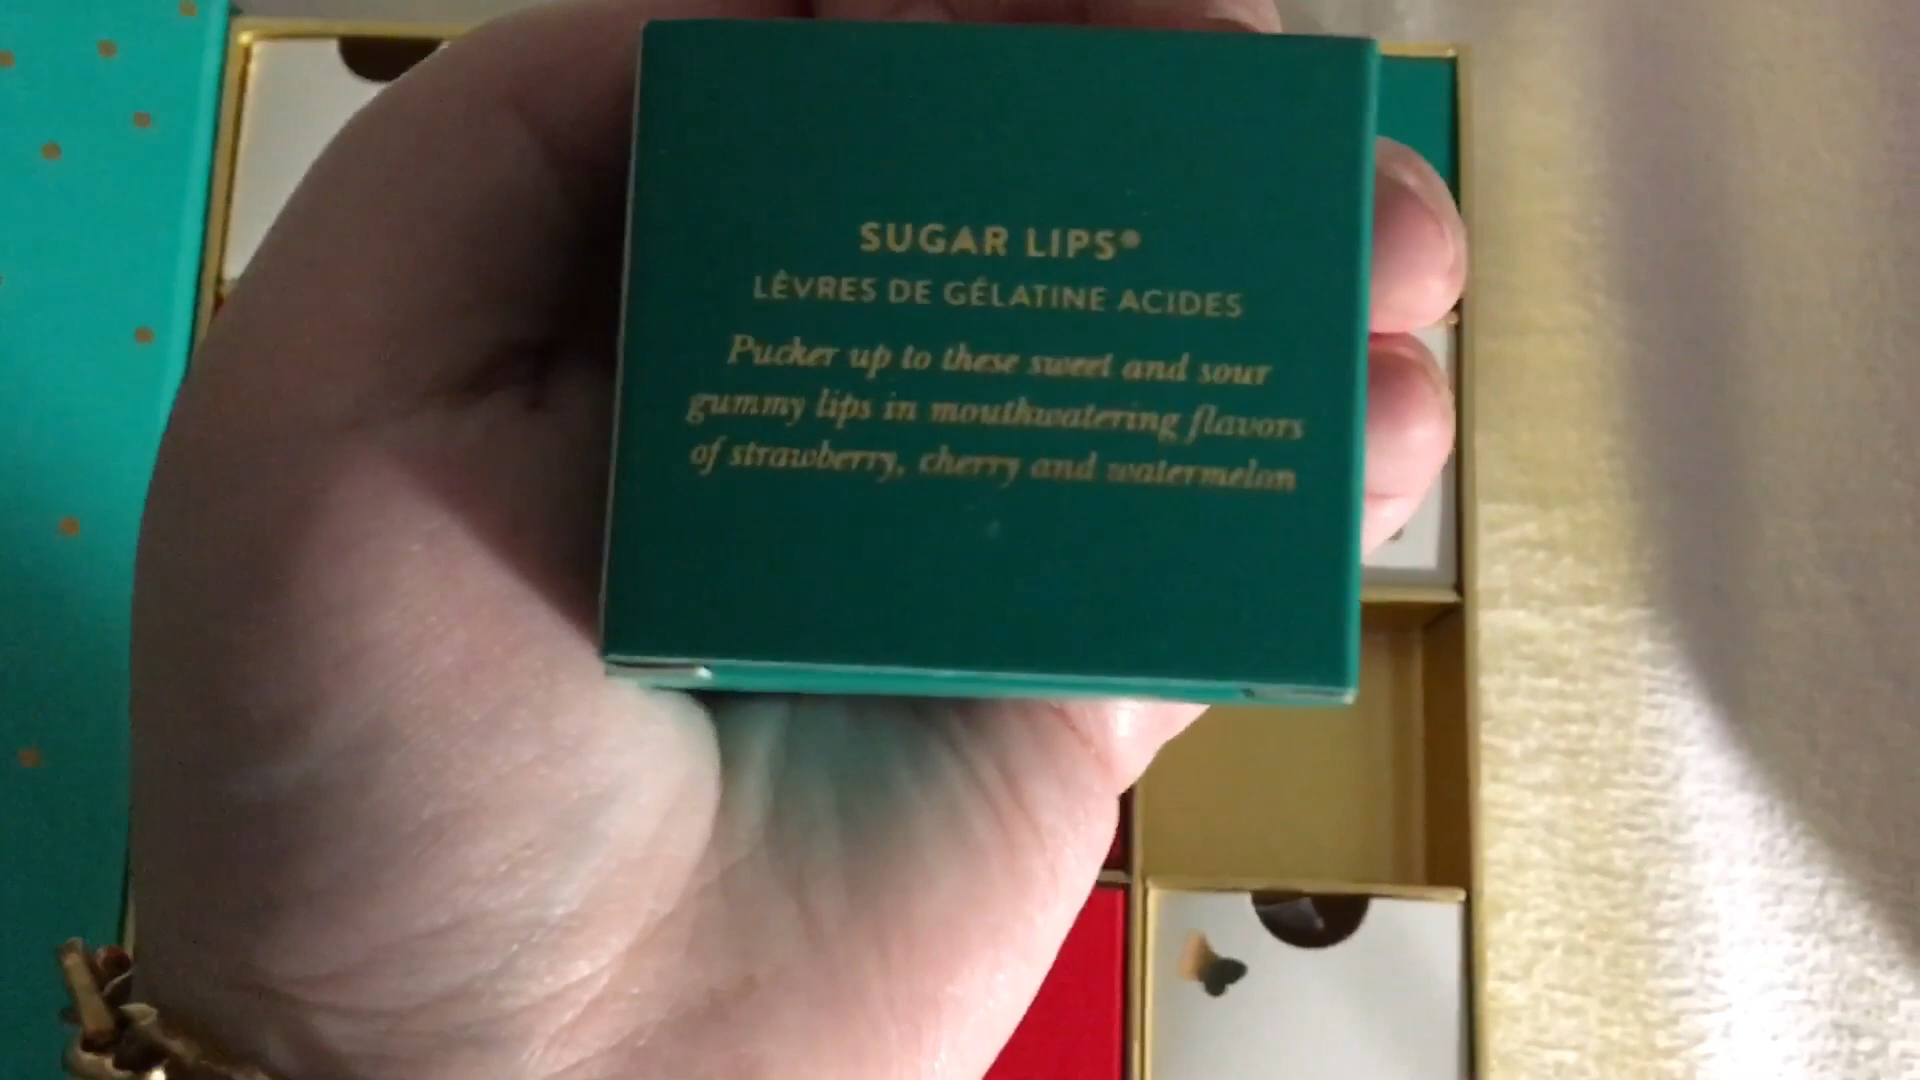 SUGAR LIPS®
LÈVRES DE GÉLATINE ACIDES
Pucker up to these sweet and sour
gummy lips in mouthwatering flavors
of strawberry, cherry and watermelon